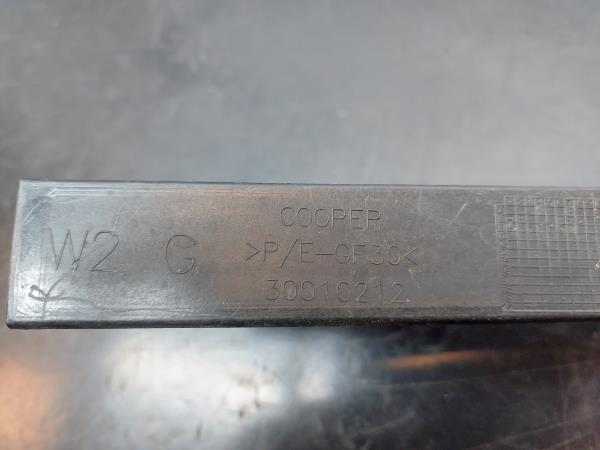 W2 G
COOPER
>P/E-GF30<
30010212